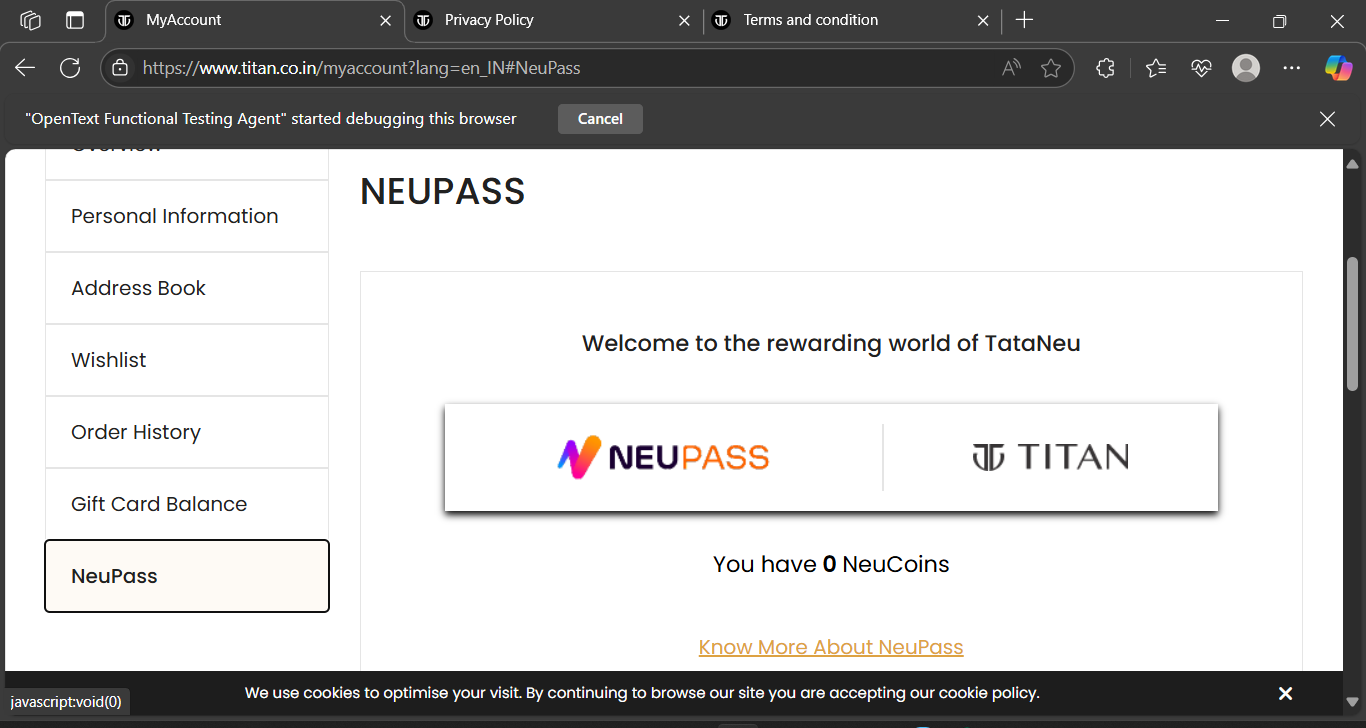 MyAccount
Privacy Policy
Terms and condition
https://www.titan.co.in/myaccount?lang=en_IN#NeuPass
"OpenText Functional Testing Agent" started debugging this browser
Cancel
Overview
Personal Information
Address Book
Wishlist
Order History
Gift Card Balance
NeuPass
NEUPASS
Welcome to the rewarding world of TataNeu
NEUPASS
TITAN
You have 0 NeuCoins
Know More About NeuPass
We use cookies to optimise your visit. By continuing to browse our site you are accepting our cookie policy.
javascript:void(0)